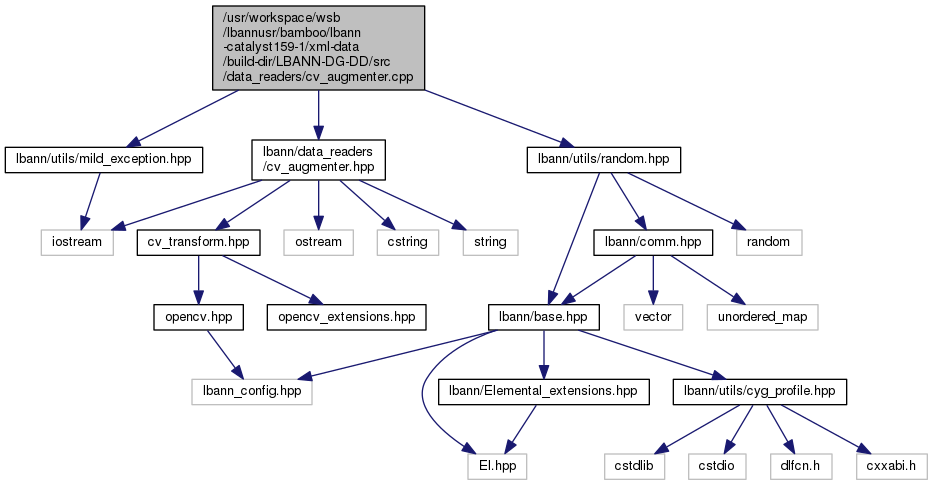 /usr/workspace/wsb
/lbannusr/bamboo/lbann
-catalyst159-1/xml-data
/build-dir/LBANN-DG-DD/src
/data_readers/cv_augmenter.cpp
lbann/utils/mild_exception.hpp
lbann/data_readers
/cv_augmenter.hpp
lbann/utils/random.hpp
iostream
cv_transform.hpp
ostream
cstring
string
lbann/comm.hpp
random
opencv.hpp
opencv_extensions.hpp
lbann/base.hpp
vector
unordered_map
lbann_config.hpp
lbann/Elemental_extensions.hpp
lbann/utils/cyg_profile.hpp
El.hpp
cstdlib
cstdio
dlfcn.h
cxxabi.h